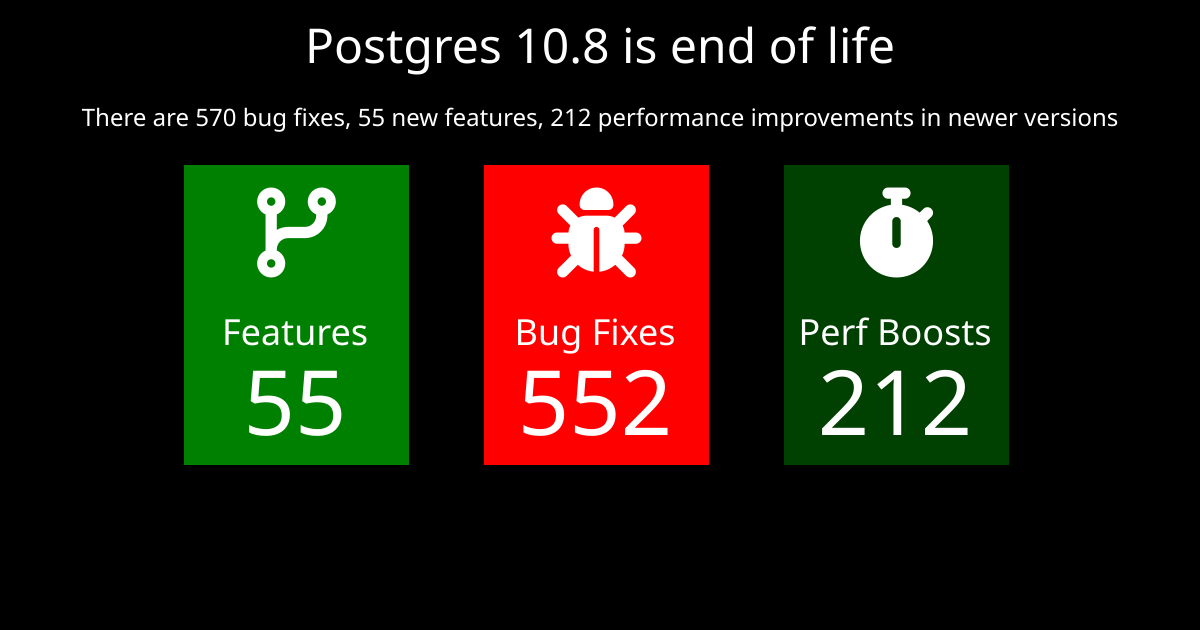 Postgres 10.8 is end of life
There are 570 bug fixes, 55 new features, 212 performance improvements in newer versions
Features
55
Bug Fixes
552
Perf Boosts
212